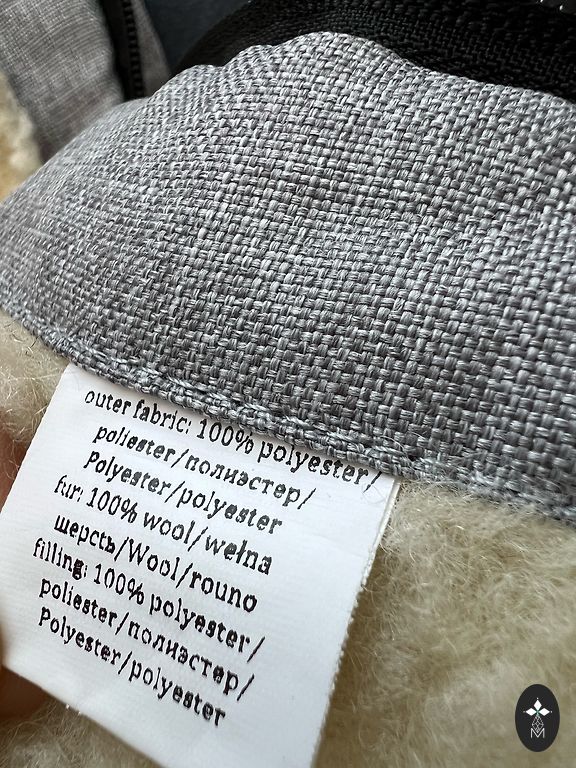 outer fabric: 100% polyester/
poliester/полиэстер/
Polyester/polyester
fur: 100% wool/wełna
шерсть/Wool/rouno
filling: 100% polyester/
poliester/полиэстер/
Polyester/polyester
M